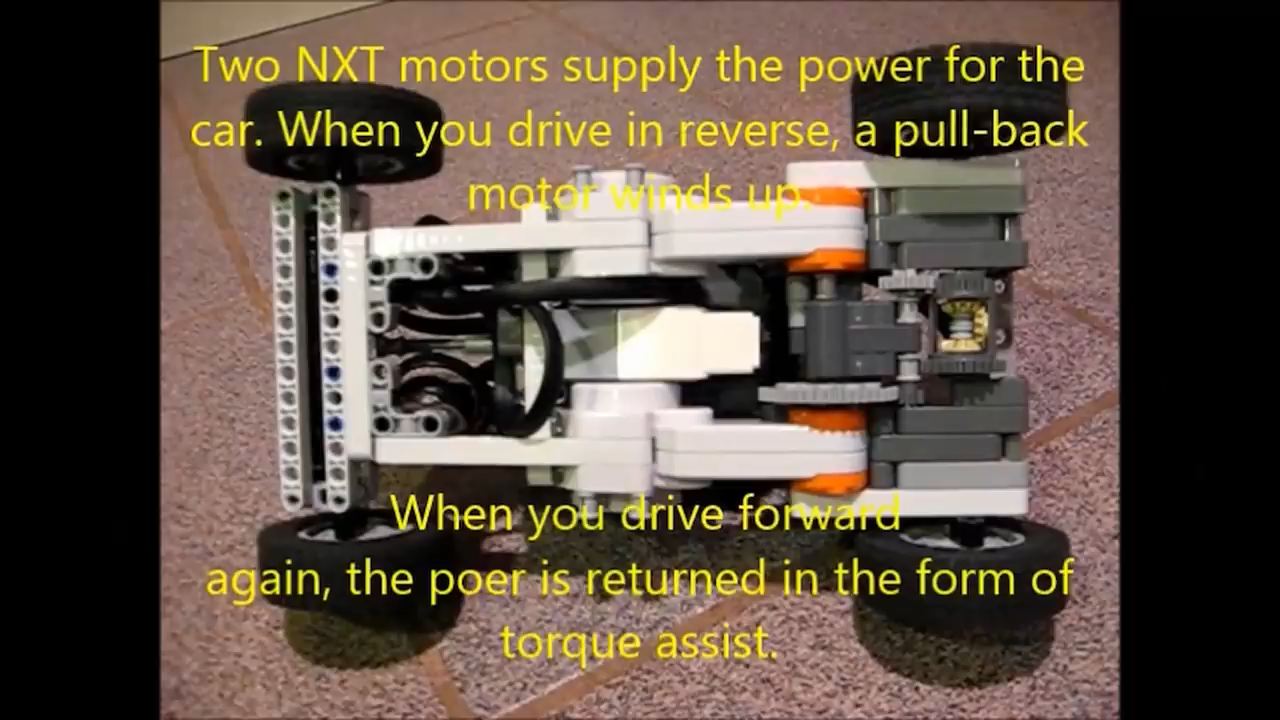 Two NXT motors supply the power for the
car. When you drive in reverse, a pull-back
motor winds up.
When you drive forward
again, the poer is returned in the form of
torque assist.